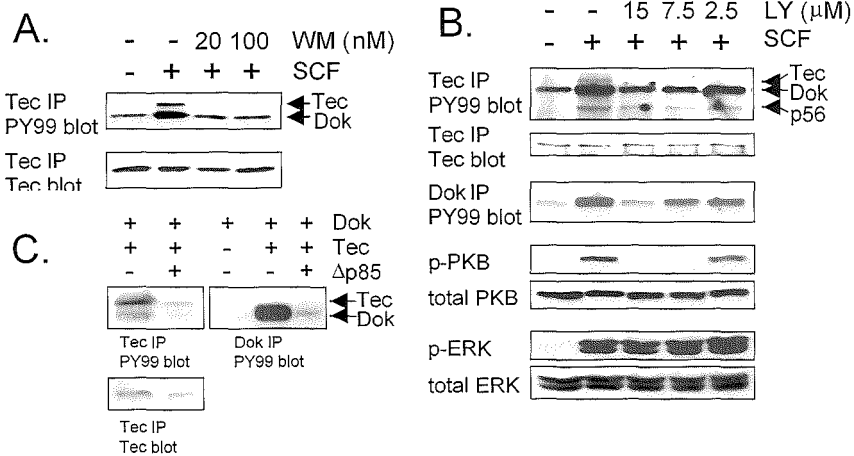 A.
- - 20 100 WM (nM)
- + + + SCF
Tec IP
PY99 blot
Tec
Dok
Tec IP
Tec blot
B.
- - 15 7.5 2.5 LY (μM)
- + + + + SCF
Tec IP
PY99 blot
Tec
Dok
p56
Tec IP
Tec blot
Dok IP
PY99 blot
p-PKB
total PKB
p-ERK
total ERK
C.
+ + + + + Dok
+ + - + + Tec
- + - - + Δp85
Tec
Dok
Tec IP
PY99 blot
Dok IP
PY99 blot
Tec IP
Tec blot